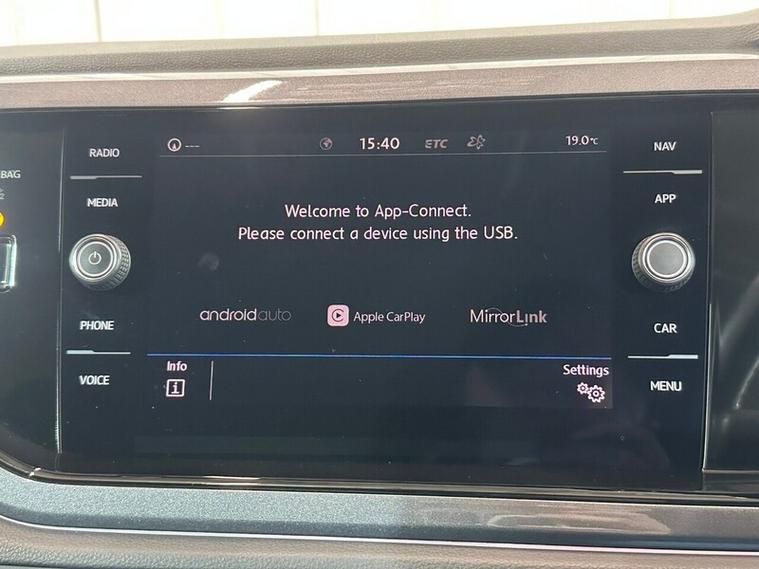 BAG
RADIO
MEDIA
PHONE
VOICE
---
15:40
ETC
19.0°C
Welcome to App-Connect.
Please connect a device using the USB.
androidauto
Apple CarPlay
MirrorLink
Info
i
Settings
NAV
APP
CAR
MENU